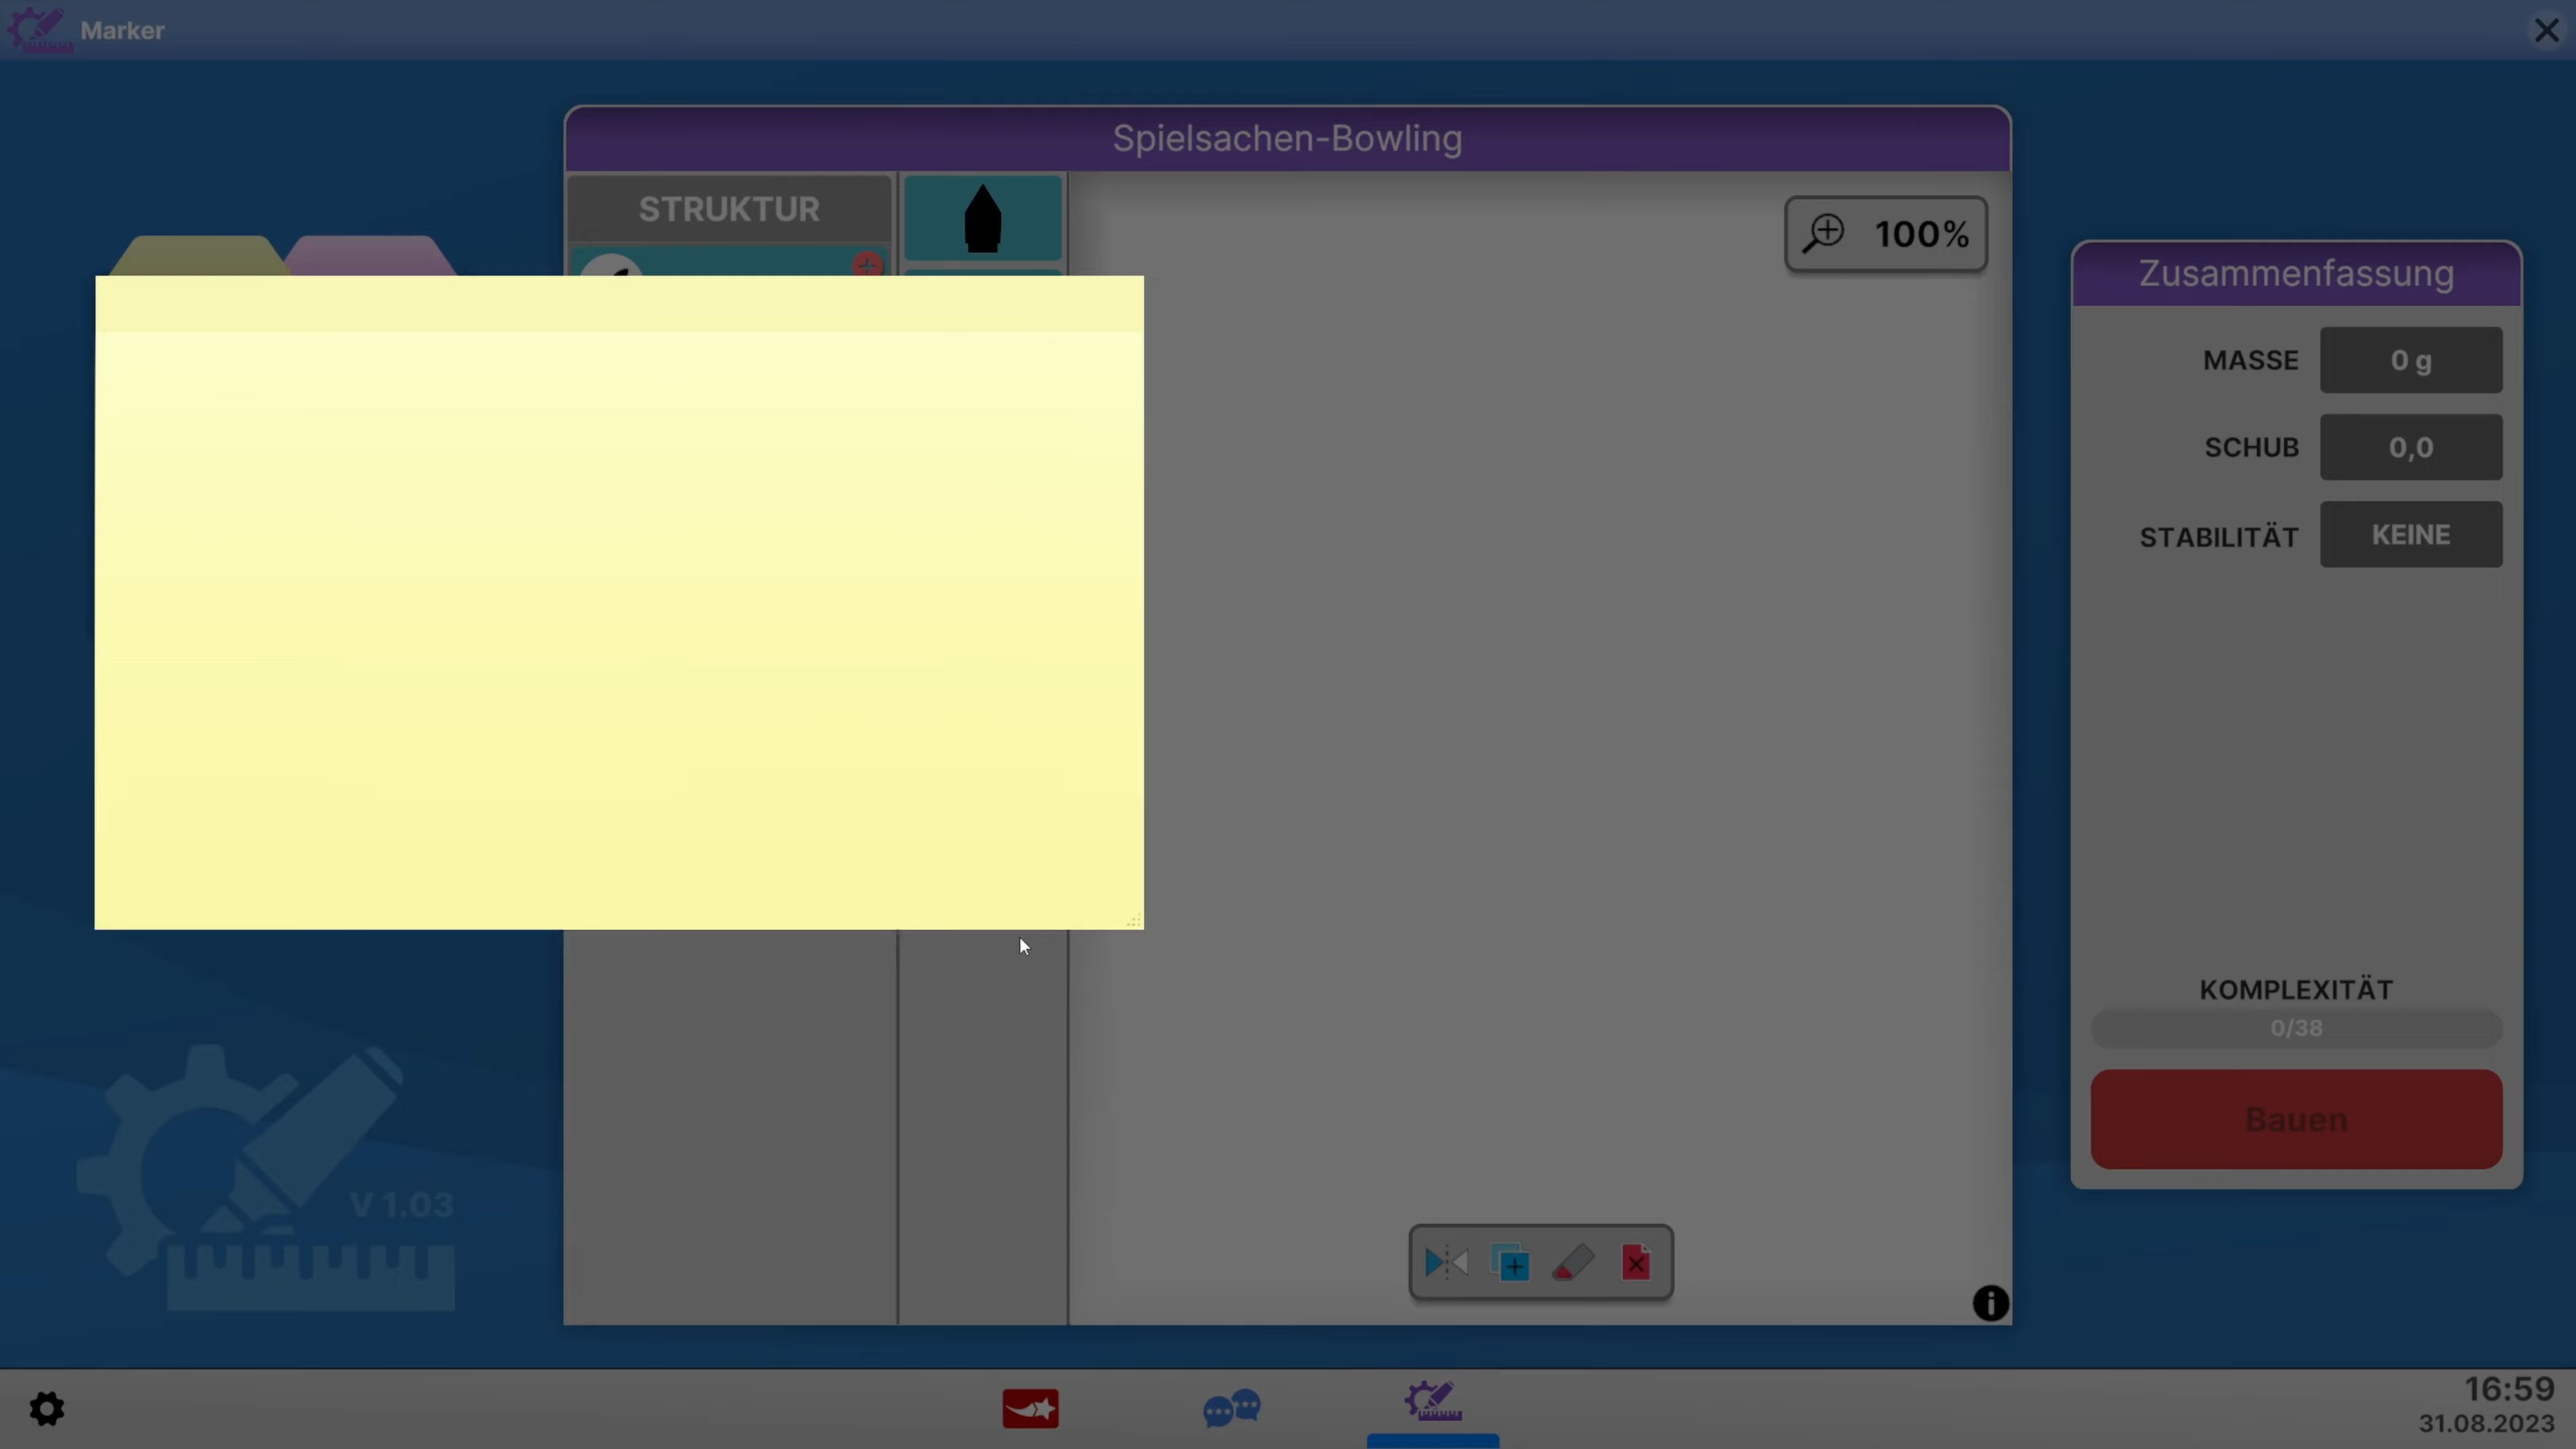 Marker
Spielsachen-Bowling
STRUKTUR
100%
Zusammenfassung
MASSE 0 g
SCHUB 0,0
STABILITÄT KEINE
KOMPLEXITÄT
0/38
Bauen
V 1.03
16:59
31.08.2023